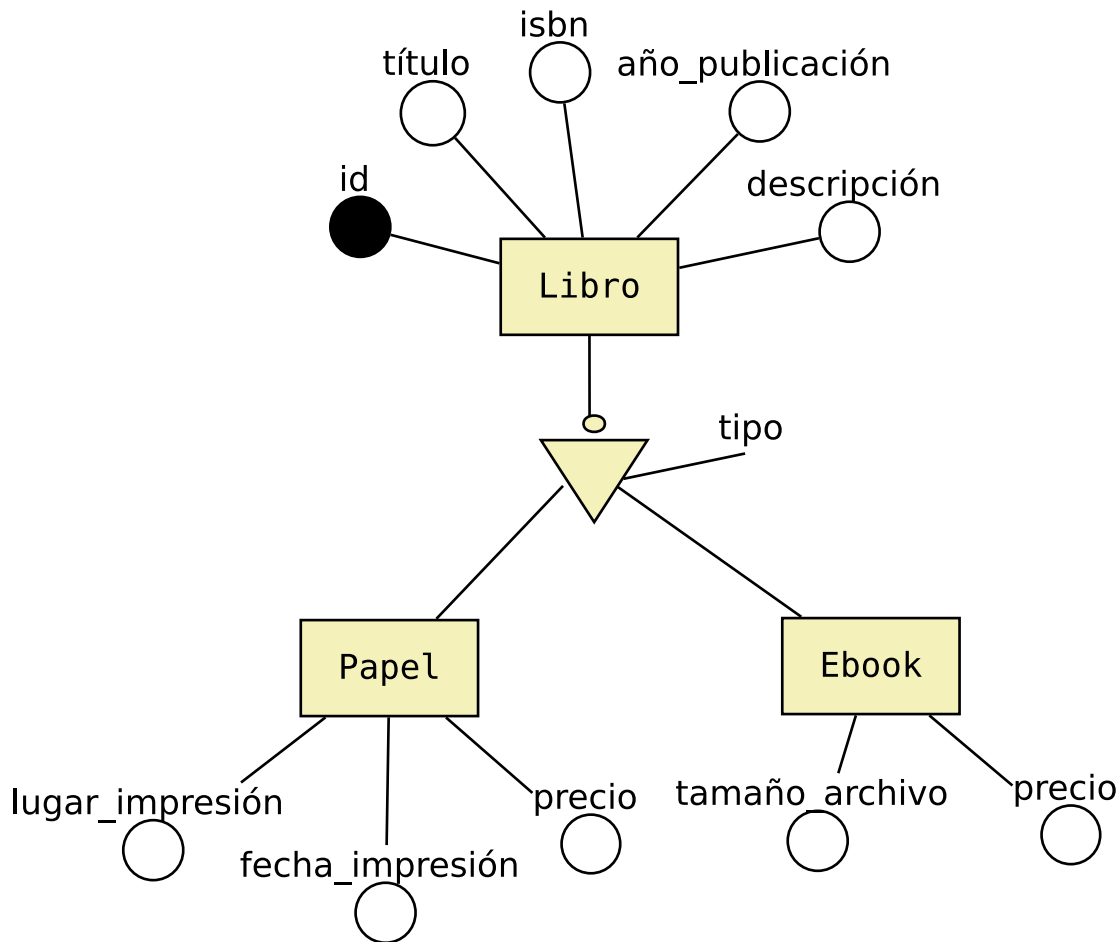 isbn
título
año_publicación
id
descripción
Libro
tipo
Papel
Ebook
lugar_impresión
fecha_impresión
precio
tamaño_archivo
precio